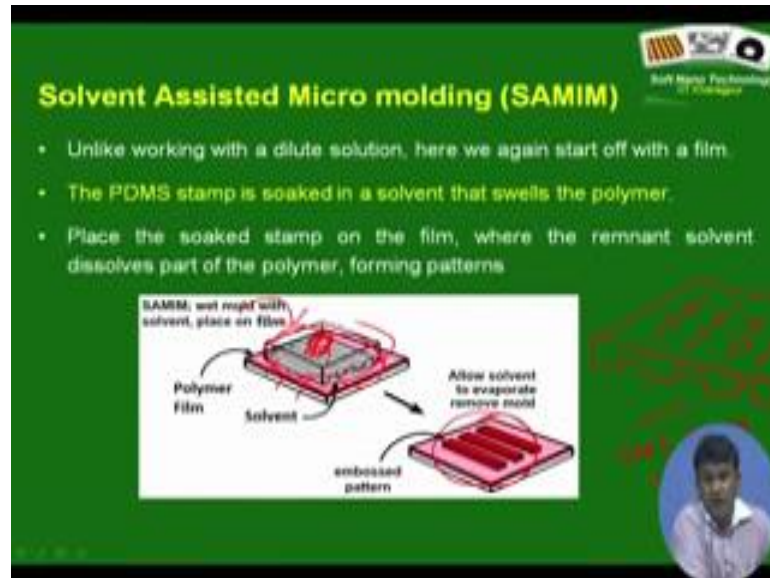 Soft Nano Technology
IIT Kharagpur
Solvent Assisted Micro molding (SAMIM)
• Unlike working with a dilute solution, here we again start off with a film.
• The PDMS stamp is soaked in a solvent that swells the polymer.
• Place the soaked stamp on the film, where the remnant solvent
dissolves part of the polymer, forming patterns
SAMIM; wet mold with
solvent, place on film
Polymer
Film
Solvent
Allow solvent
to evaporate
remove mold
embossed
pattern